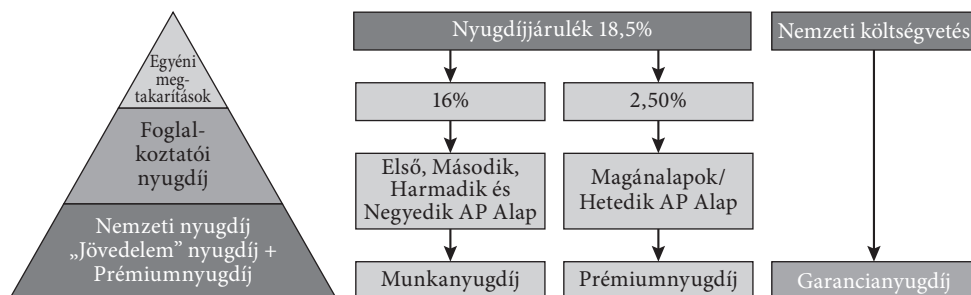 Egyéni
meg-
takarítások
Foglal-
koztatói
nyugdíj
Nemzeti nyugdíj
„Jövedelem” nyugdíj +
Prémiumnyugdíj
Nyugdíjjárulék 18,5%
16%
2,50%
Első, Második,
Harmadik és
Negyedik AP Alap
Magánalapok/
Hetedik AP Alap
Munkanyugdíj
Prémiumnyugdíj
Nemzeti költségvetés
Garancianyugdíj